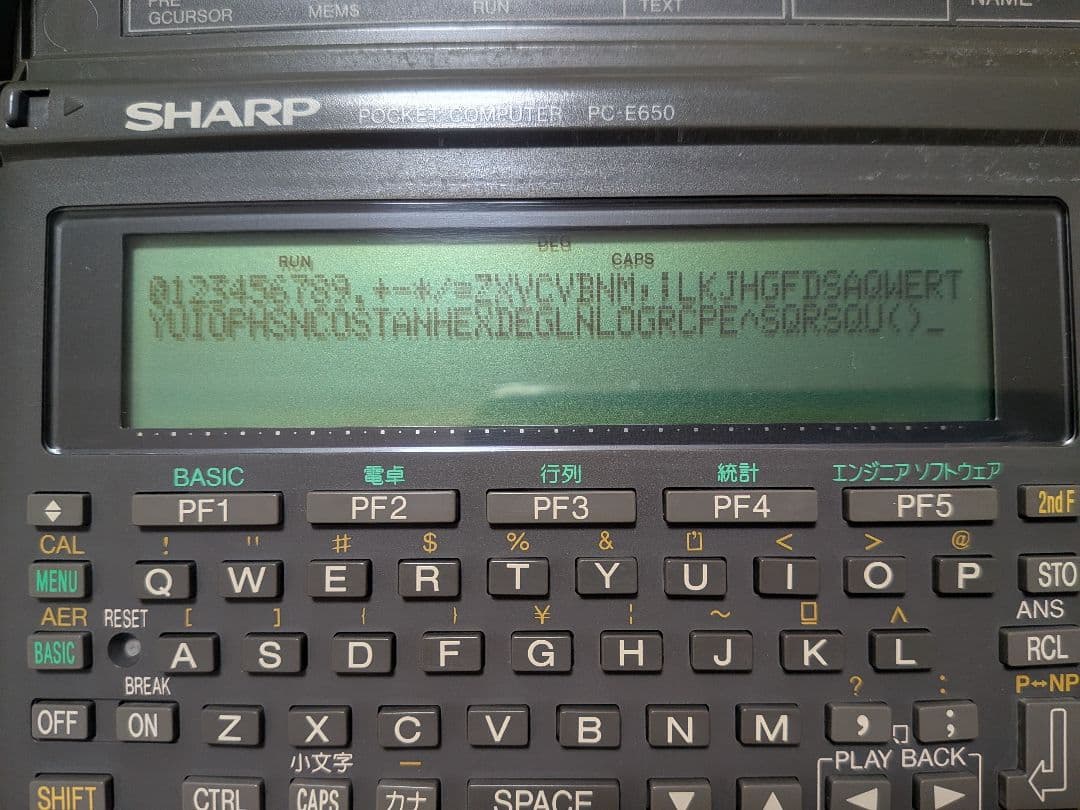 PRE
GCURSOR MEM$ RUN TEXT NAME
SHARP POCKET COMPUTER PC-E650
DEG
RUN CAPS
0123456789.+-*/=ZXVCVBNM,;LKJHGFDSAQWERT
YUIOPHSNCOSTANHEXDEGLNLOGRCPE^SQRSQU()_
BASIC 電卓 行列 統計 エンジニア ソフトウェア
PF1 PF2 PF3 PF4 PF5 2nd F
CAL ! " # $ % & [’] < > @
MENU Q W E R T Y U I O P STO
AER RESET [ ] { } ¥ ¦ ~ ^ ANS
BASIC A S D F G H J K L RCL
BREAK ? : P↔NP
OFF ON Z X C V B N M , ;
小文字 — PLAY BACK
SHIFT CTRL CAPS カナ SPACE ▼ ▲ ◀ ▶